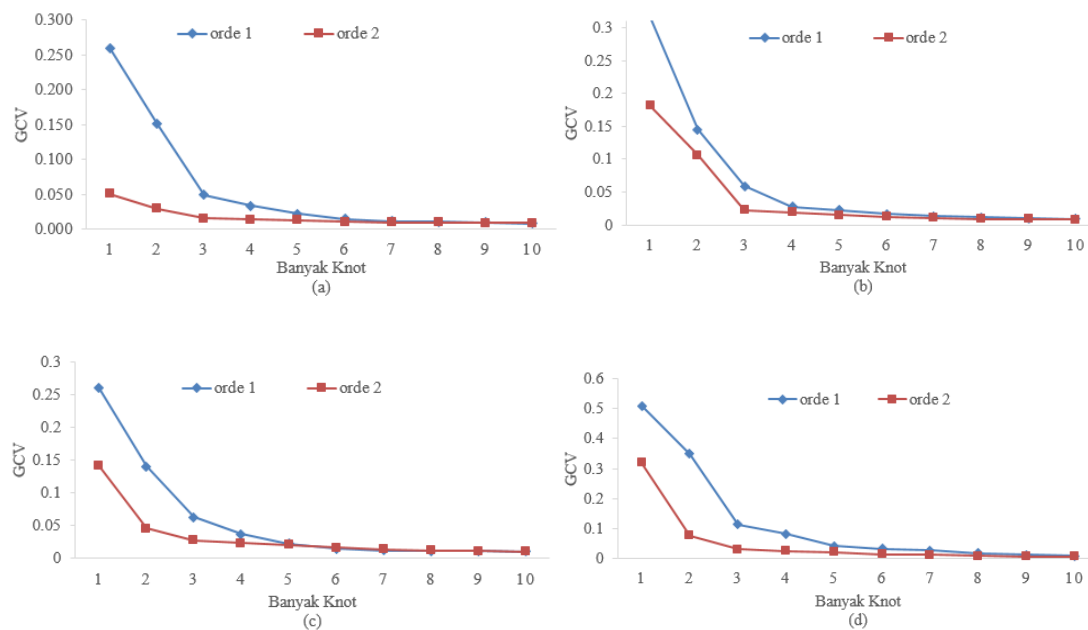 orde 1 orde 2
0.300
0.250
0.200
0.150
0.100
0.050
0.000
GCV
1 2 3 4 5 6 7 8 9 10
Banyak Knot
(a)
orde 1 orde 2
0.3
0.2
0.1
0.05
0
GCV
1 2 3 4 5 6 7 8 9 10
Banyak Knot
(b)
orde 1 orde 2
0.3
0.25
0.2
0.15
0.1
0.05
0
GCV
1 2 3 4 5 6 7 8 9 10
Banyak Knot
(c)
orde 1 orde 2
0.6
0.5
0.4
0.3
0.2
0.1
0
GCV
1 2 3 4 5 6 7 8 9 10
Banyak Knot
(d)